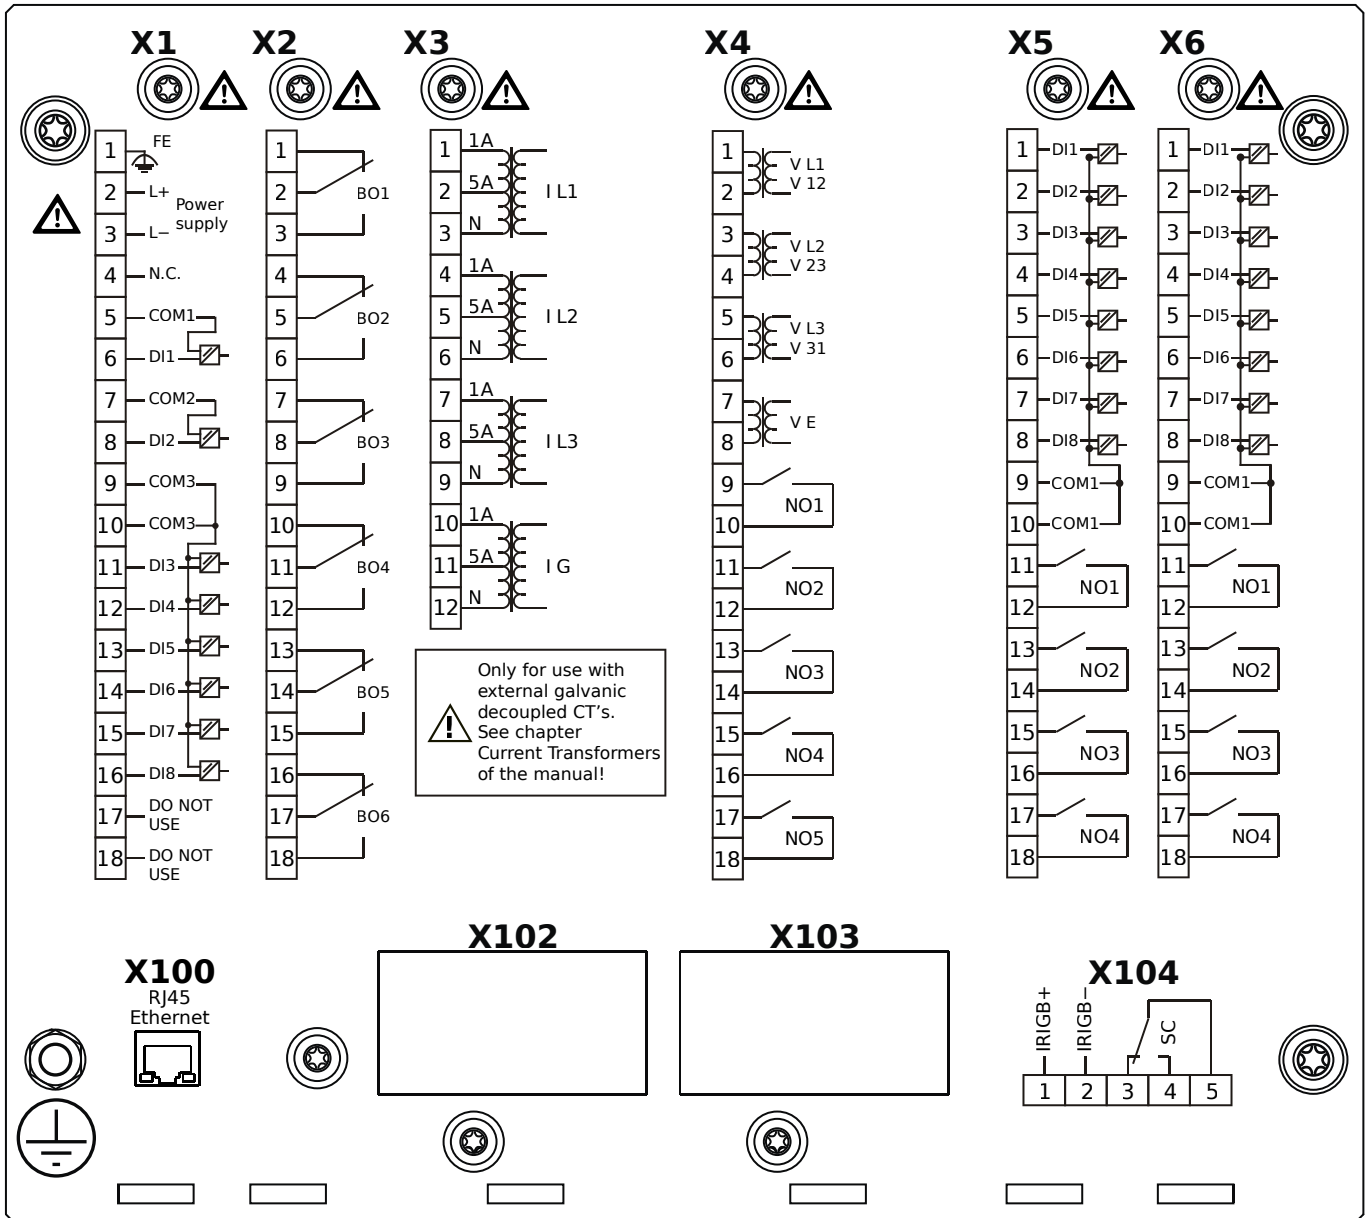 X1
X2
X3
X4
X5
X6
1 FE
2 L+
Power
supply
3 L−
4 N.C.
5 COM1
6 DI1
7 COM2
8 DI2
9 COM3
10 COM3
11 DI3
12 DI4
13 DI5
14 DI6
15 DI7
16 DI8
17 DO NOT
USE
18 DO NOT
USE
1
2 BO1
3
4
5 BO2
6
7
8 BO3
9
10
11 BO4
12
13
14 BO5
15
16
17 BO6
18
1 1A
2 5A I L1
3 N
4 1A
5 5A I L2
6 N
7 1A
8 5A I L3
9 N
10 1A
11 5A I G
12 N
Only for use with
external galvanic
decoupled CT's.
See chapter
Current Transformers
of the manual!
1 V L1
2 V 12
3 V L2
4 V 23
5 V L3
6 V 31
7 V E
8
9 NO1
10
11 NO2
12
13 NO3
14
15 NO4
16
17 NO5
18
1 DI1
2 DI2
3 DI3
4 DI4
5 DI5
6 DI6
7 DI7
8 DI8
9 COM1
10 COM1
11 NO1
12
13 NO2
14
15 NO3
16
17 NO4
18
1 DI1
2 DI2
3 DI3
4 DI4
5 DI5
6 DI6
7 DI7
8 DI8
9 COM1
10 COM1
11 NO1
12
13 NO2
14
15 NO3
16
17 NO4
18
X100
RJ45
Ethernet
X102
X103
X104
IRIGB+
IRIGB−
SC
1 2 3 4 5